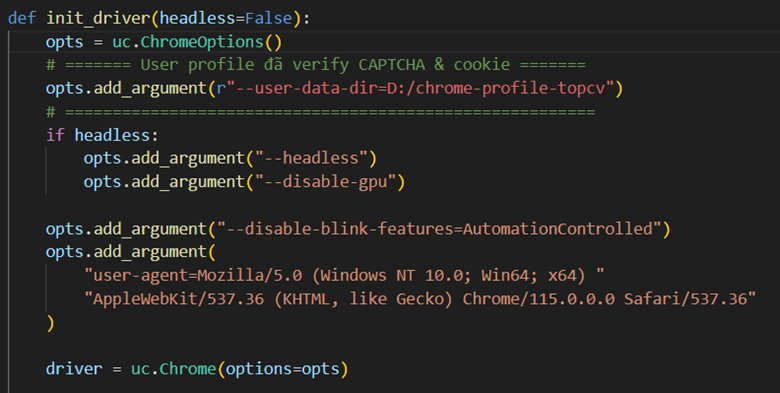 def init_driver(headless=False):
    opts = uc.ChromeOptions()
    # ======= User profile đã verify CAPTCHA & cookie =======
    opts.add_argument(r"--user-data-dir=D:/chrome-profile-topcv")
    # =======================================================
    if headless:
        opts.add_argument("--headless")
        opts.add_argument("--disable-gpu")

    opts.add_argument("--disable-blink-features=AutomationControlled")
    opts.add_argument(
        "user-agent=Mozilla/5.0 (Windows NT 10.0; Win64; x64) "
        "AppleWebKit/537.36 (KHTML, like Gecko) Chrome/115.0.0.0 Safari/537.36"
    )

    driver = uc.Chrome(options=opts)